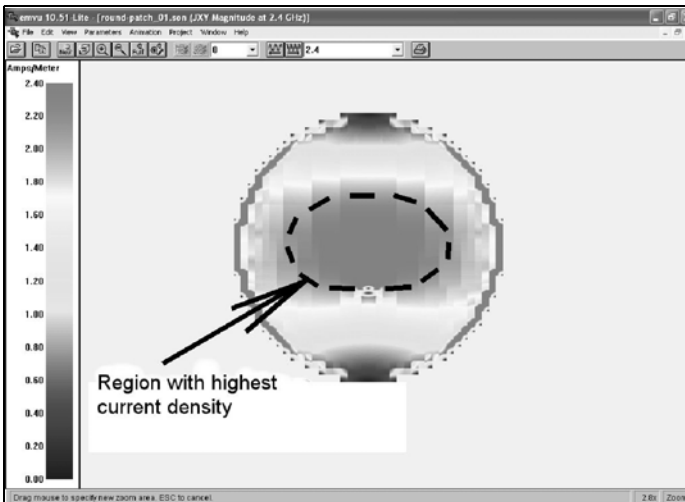 emvu 10.51-Lite - [round-patch_01.son (JXY Magnitude at 2.4 GHz)]
File Edit View Parameters Animation Project Window Help
0 2.4
Amps/Meter
2.40
2.20
2.00
1.80
1.60
1.40
1.20
1.00
0.80
0.60
0.40
0.20
0.00
Region with highest
current density
Drag mouse to specify new zoom area. ESC to cancel. 2.8x Zoom